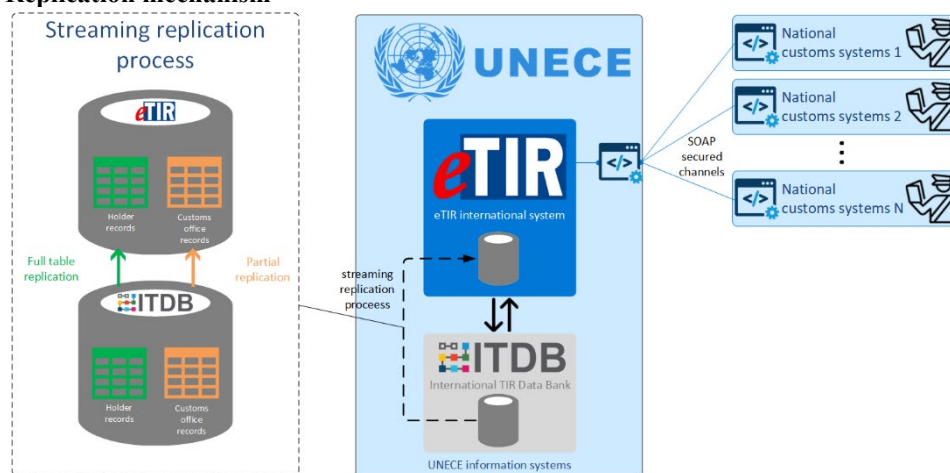 Replication mechanism
Streaming replication
process
eTIR
Holder
records
Customs
office
records
Full table
replication
Partial
replication
ITDB
Holder
records
Customs
office
records
UNECE
eTIR
eTIR international system
streaming
replication
proceess
ITDB
International TIR Data Bank
UNECE information systems
</>
SOAP
secured
channels
</>
National
customs systems 1
</>
National
customs systems 2
</>
National
customs systems N